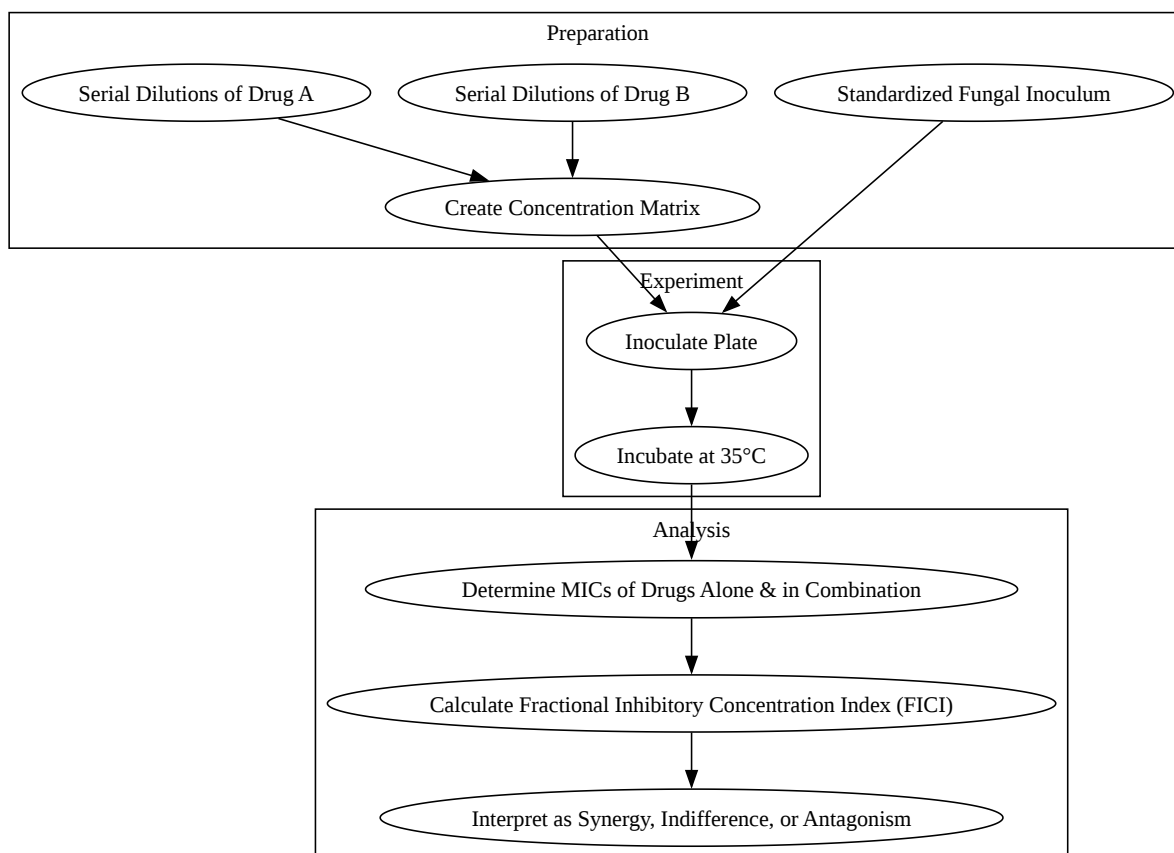 Preparation
Serial Dilutions of Drug A
Serial Dilutions of Drug B
Standardized Fungal Inoculum
Create Concentration Matrix
Experiment
Inoculate Plate
Incubate at 35°C
Analysis
Determine MICs of Drugs Alone & in Combination
Calculate Fractional Inhibitory Concentration Index (FICI)
Interpret as Synergy, Indifference, or Antagonism